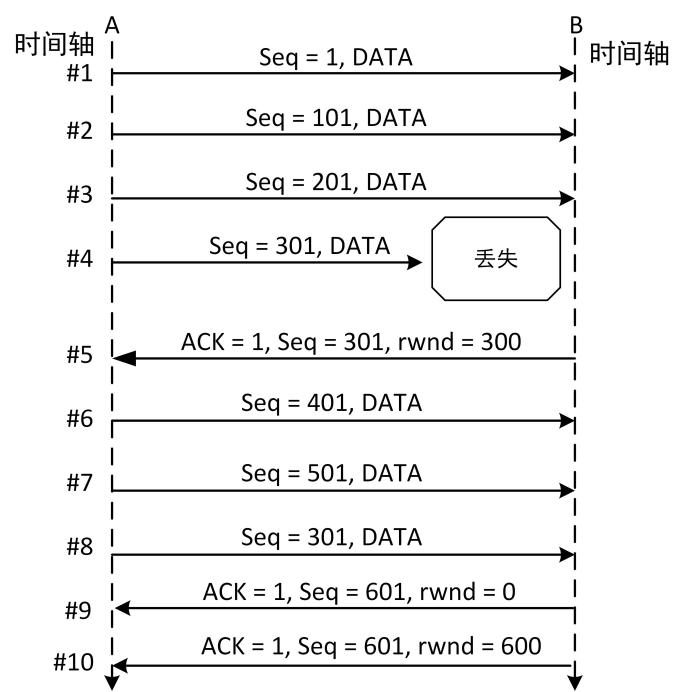 A
B
时间轴
时间轴
#1
Seq = 1, DATA
#2
Seq = 101, DATA
#3
Seq = 201, DATA
#4
Seq = 301, DATA
丢失
#5
ACK = 1, Seq = 301, rwnd = 300
#6
Seq = 401, DATA
#7
Seq = 501, DATA
#8
Seq = 301, DATA
#9
ACK = 1, Seq = 601, rwnd = 0
#10
ACK = 1, Seq = 601, rwnd = 600